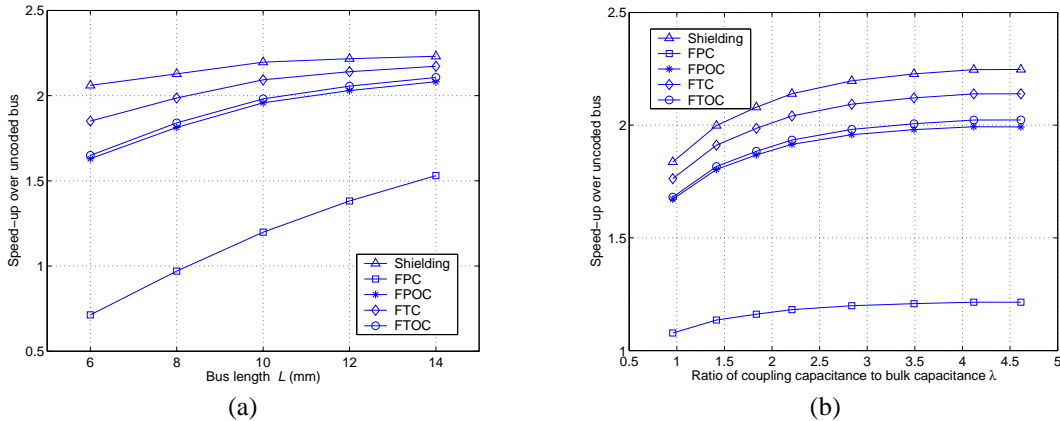 2.5
2
1.5
1
0.5
Speed-up over uncoded bus
Shielding
FPC
FPOC
FTC
FTOC
6 8 10 12 14
Bus length L (mm)
(a)
2.5
2
1.5
1
Speed-up over uncoded bus
Shielding
FPC
FPOC
FTC
FTOC
0.5 1 1.5 2 2.5 3 3.5 4 4.5 5
Ratio of coupling capacitance to bulk capacitance λ
(b)